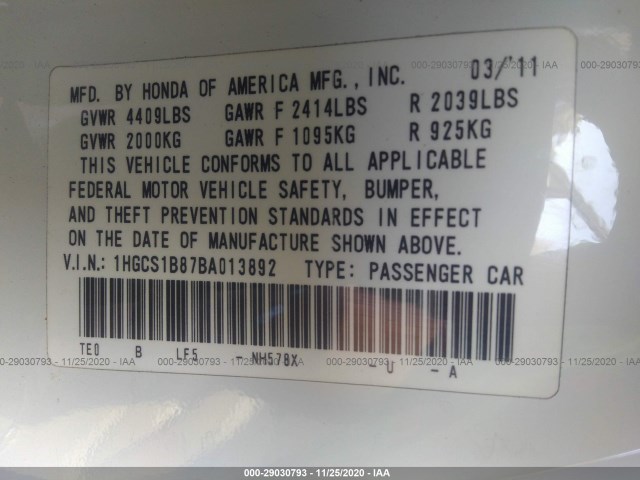 MFD. BY HONDA OF AMERICA MFG., INC. 03/'11
GVWR 4409LBS GAWR F 2414LBS R 2039LBS
GVWR 2000KG GAWR F 1095KG R 925KG
THIS VEHICLE CONFORMS TO ALL APPLICABLE
FEDERAL MOTOR VEHICLE SAFETY, BUMPER,
AND THEFT PREVENTION STANDARDS IN EFFECT
ON THE DATE OF MANUFACTURE SHOWN ABOVE.
V.I.N.: 1HGCS1B87BA013892 TYPE: PASSENGER CAR
TE0 B LF5 - NH578X - U - A
000-29030793 - 11/25/2020 - IAA